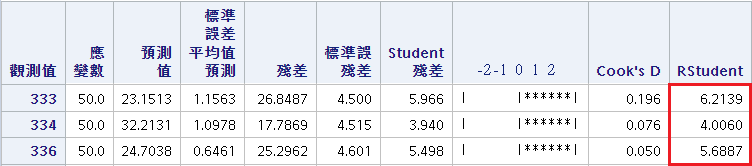 觀測值 應變數 預測值 標準誤差平均值預測 殘差 標準誤殘差 Student殘差 -2-1 0 1 2 Cook's D RStudent
333 50.0 23.1513 1.1563 26.8487 4.500 5.966 | |******| 0.196 6.2139
334 50.0 32.2131 1.0978 17.7869 4.515 3.940 | |******| 0.076 4.0060
336 50.0 24.7038 0.6461 25.2962 4.601 5.498 | |******| 0.050 5.6887